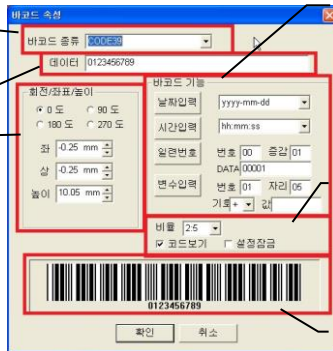 바코드 속성
바코드 종류 CODE39
데이터 0123456789
회전/좌표/높이
0 도 90 도
180 도 270 도
좌 -0.25 mm
상 -0.25 mm
높이 10.05 mm
바코드 기능
날짜입력 yyyy-mm-dd
시간입력 hh:mm:ss
일련번호 번호 00 증감 01
DATA 00001
변수입력 번호 01 자리 05
기호 + 값
비율 2:5
코드보기 설정잠금
0123456789
확인 취소